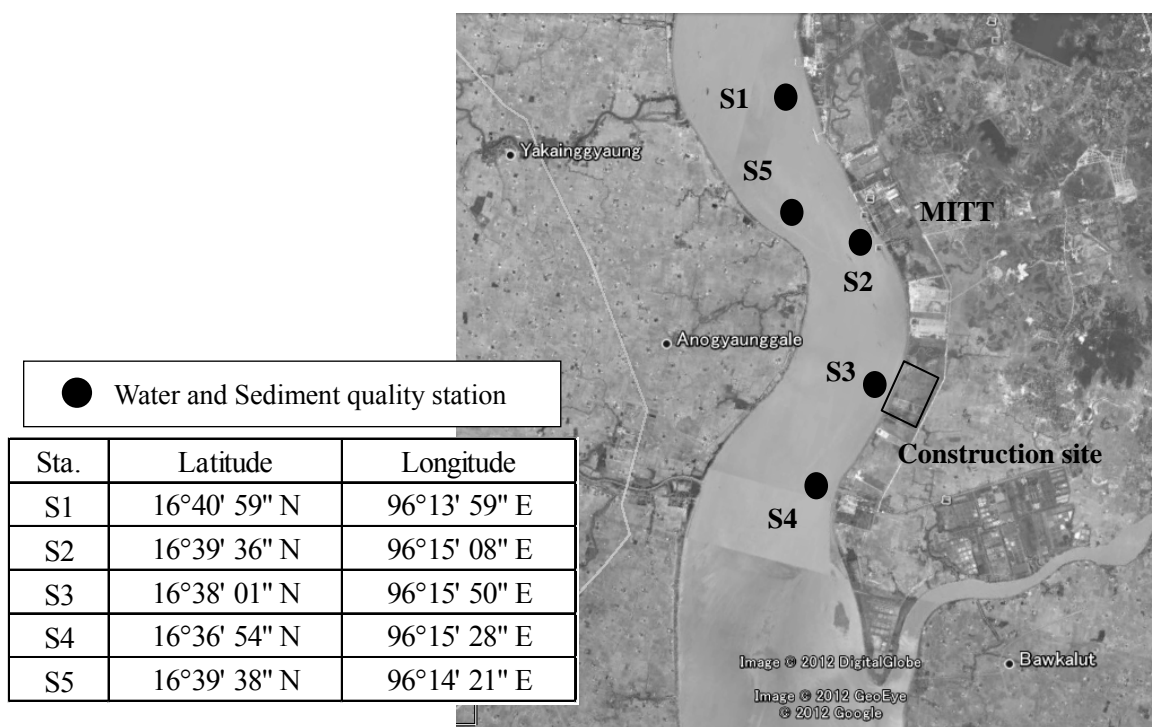 S1
Yakainggyaung
S5
MITT
S2
Anogyaunggale
S3
Water and Sediment quality station
Construction site
S4
Sta. Latitude Longitude
S1 16°40' 59" N 96°13' 59" E
S2 16°39' 36" N 96°15' 08" E
S3 16°38' 01" N 96°15' 50" E
S4 16°36' 54" N 96°15' 28" E
S5 16°39' 38" N 96°14' 21" E
Image © 2012 DigitalGlobe
Bawkalut
Image © 2012 GeoEye
© 2012 Google